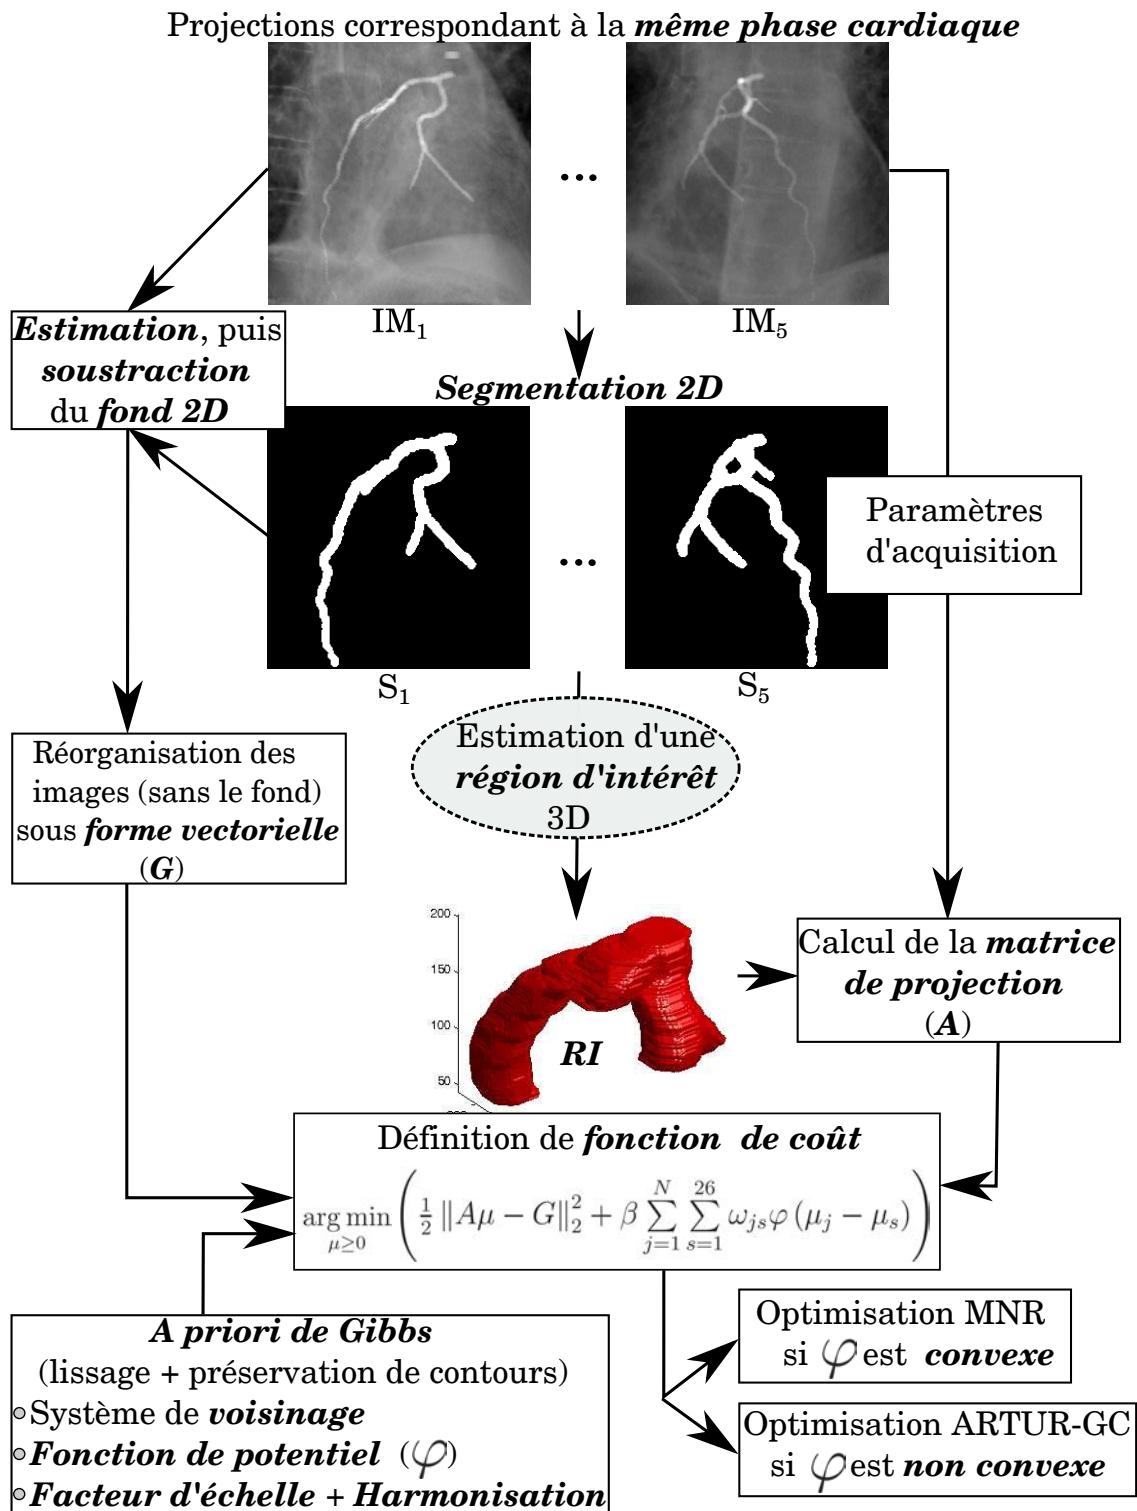 Projections correspondant à la même phase cardiaque
...
IM1
IM5
Estimation, puis
soustraction
du fond 2D
Segmentation 2D
...
Paramètres
d'acquisition
S1
S5
Réorganisation des
images (sans le fond)
sous forme vectorielle
(G)
Estimation d'une
région d'intérêt
3D
200
150
100
50
RI
Calcul de la matrice
de projection
(A)
Définition de fonction de coût
arg min μ≥0 ( 1/2 ‖Aμ − G‖₂² + β ∑_{j=1}^{N} ∑_{s=1}^{26} ω_{js} φ (μ_j − μ_s) )
A priori de Gibbs
(lissage + préservation de contours)
Système de voisinage
Fonction de potentiel (φ)
Facteur d'échelle + Harmonisation
Optimisation MNR
si φ est convexe
Optimisation ARTUR-GC
si φ est non convexe